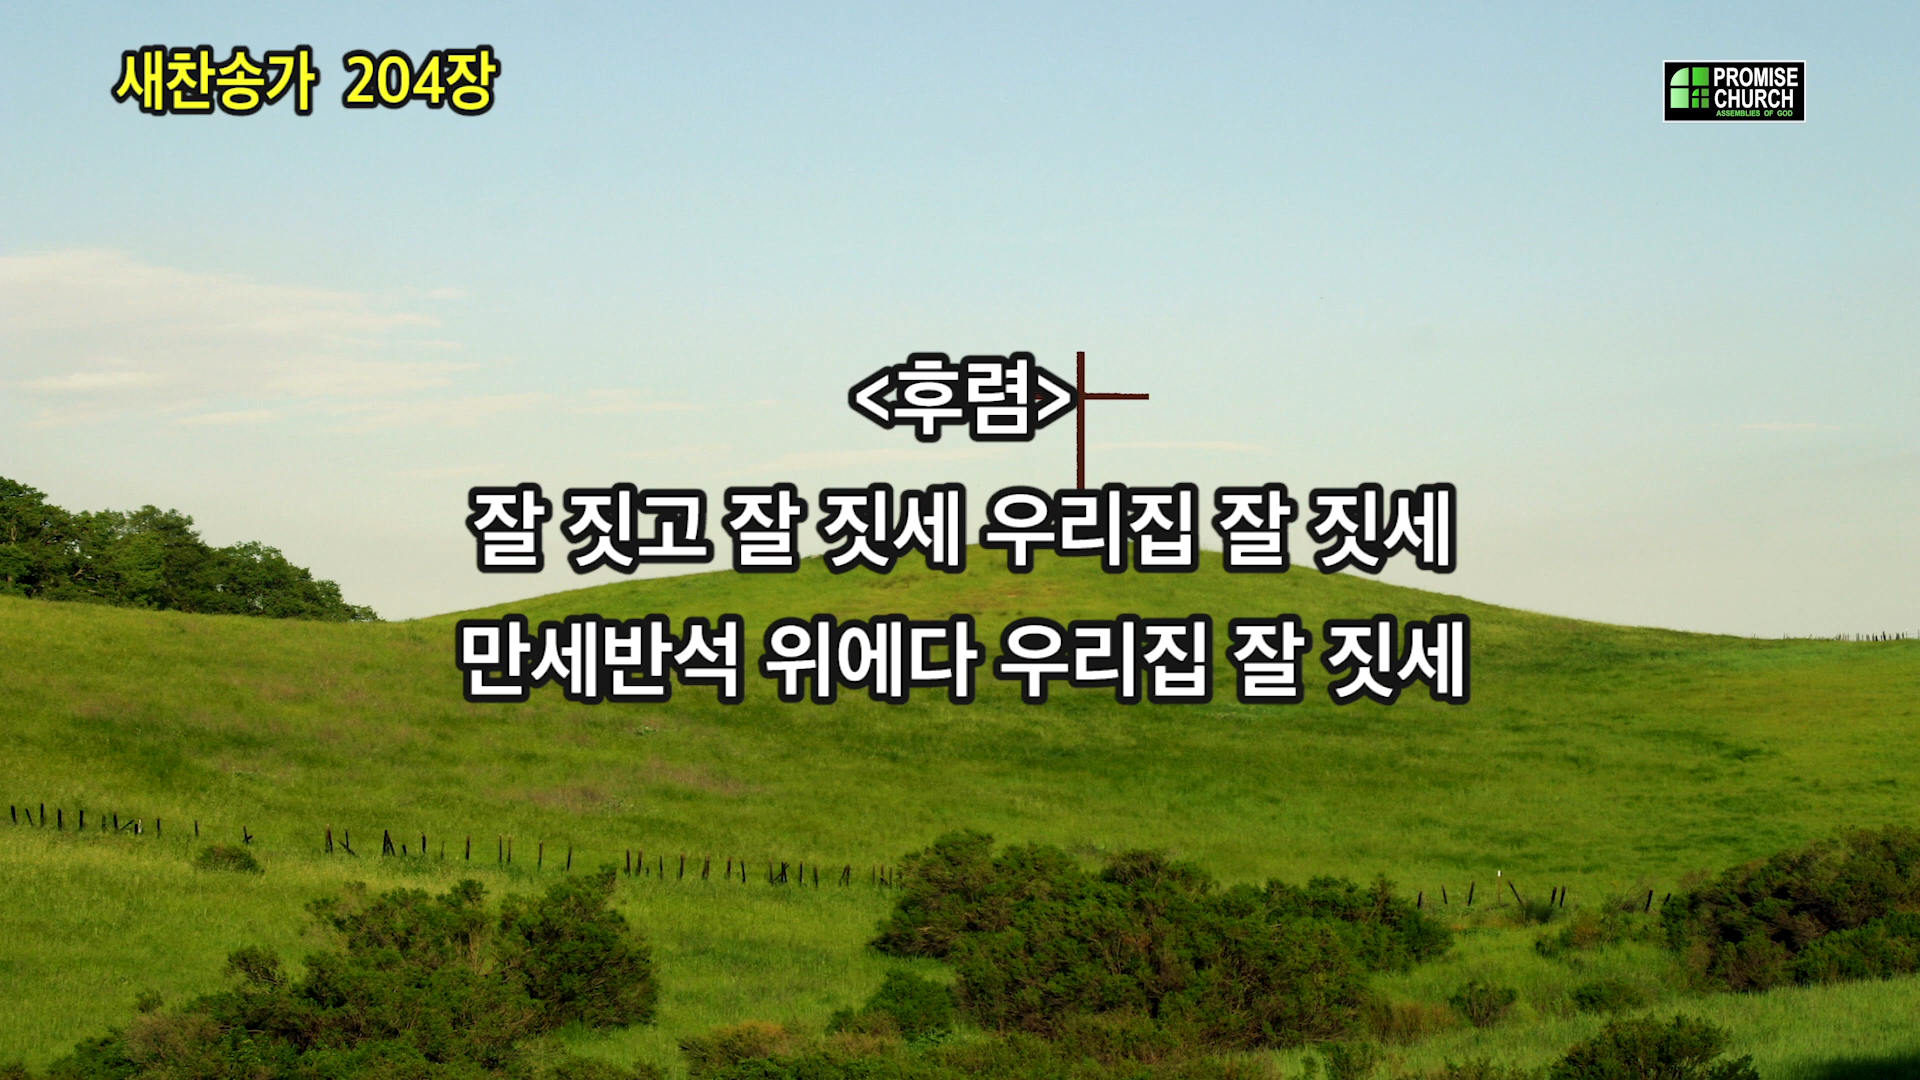 새찬송가 204장
PROMISE
CHURCH
ASSEMBLIES OF GOD
<후렴>
잘 짓고 잘 짓세 우리집 잘 짓세
만세반석 위에다 우리집 잘 짓세